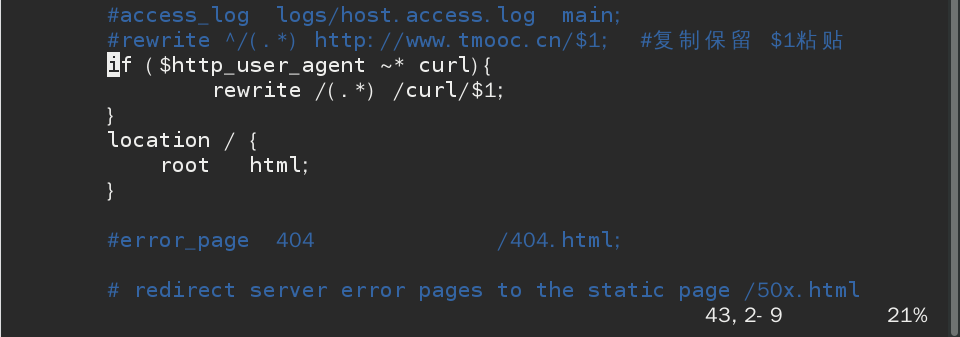 #access_log  logs/host.access.log  main;
#rewrite ^/(.*) http://www.tmooc.cn/$1;  #复制保留 $1粘贴
if ($http_user_agent ~* curl){
        rewrite /(.*) /curl/$1;
}
location / {
    root   html;
}
#error_page  404              /404.html;
# redirect server error pages to the static page /50x.html
43,2-9 21%